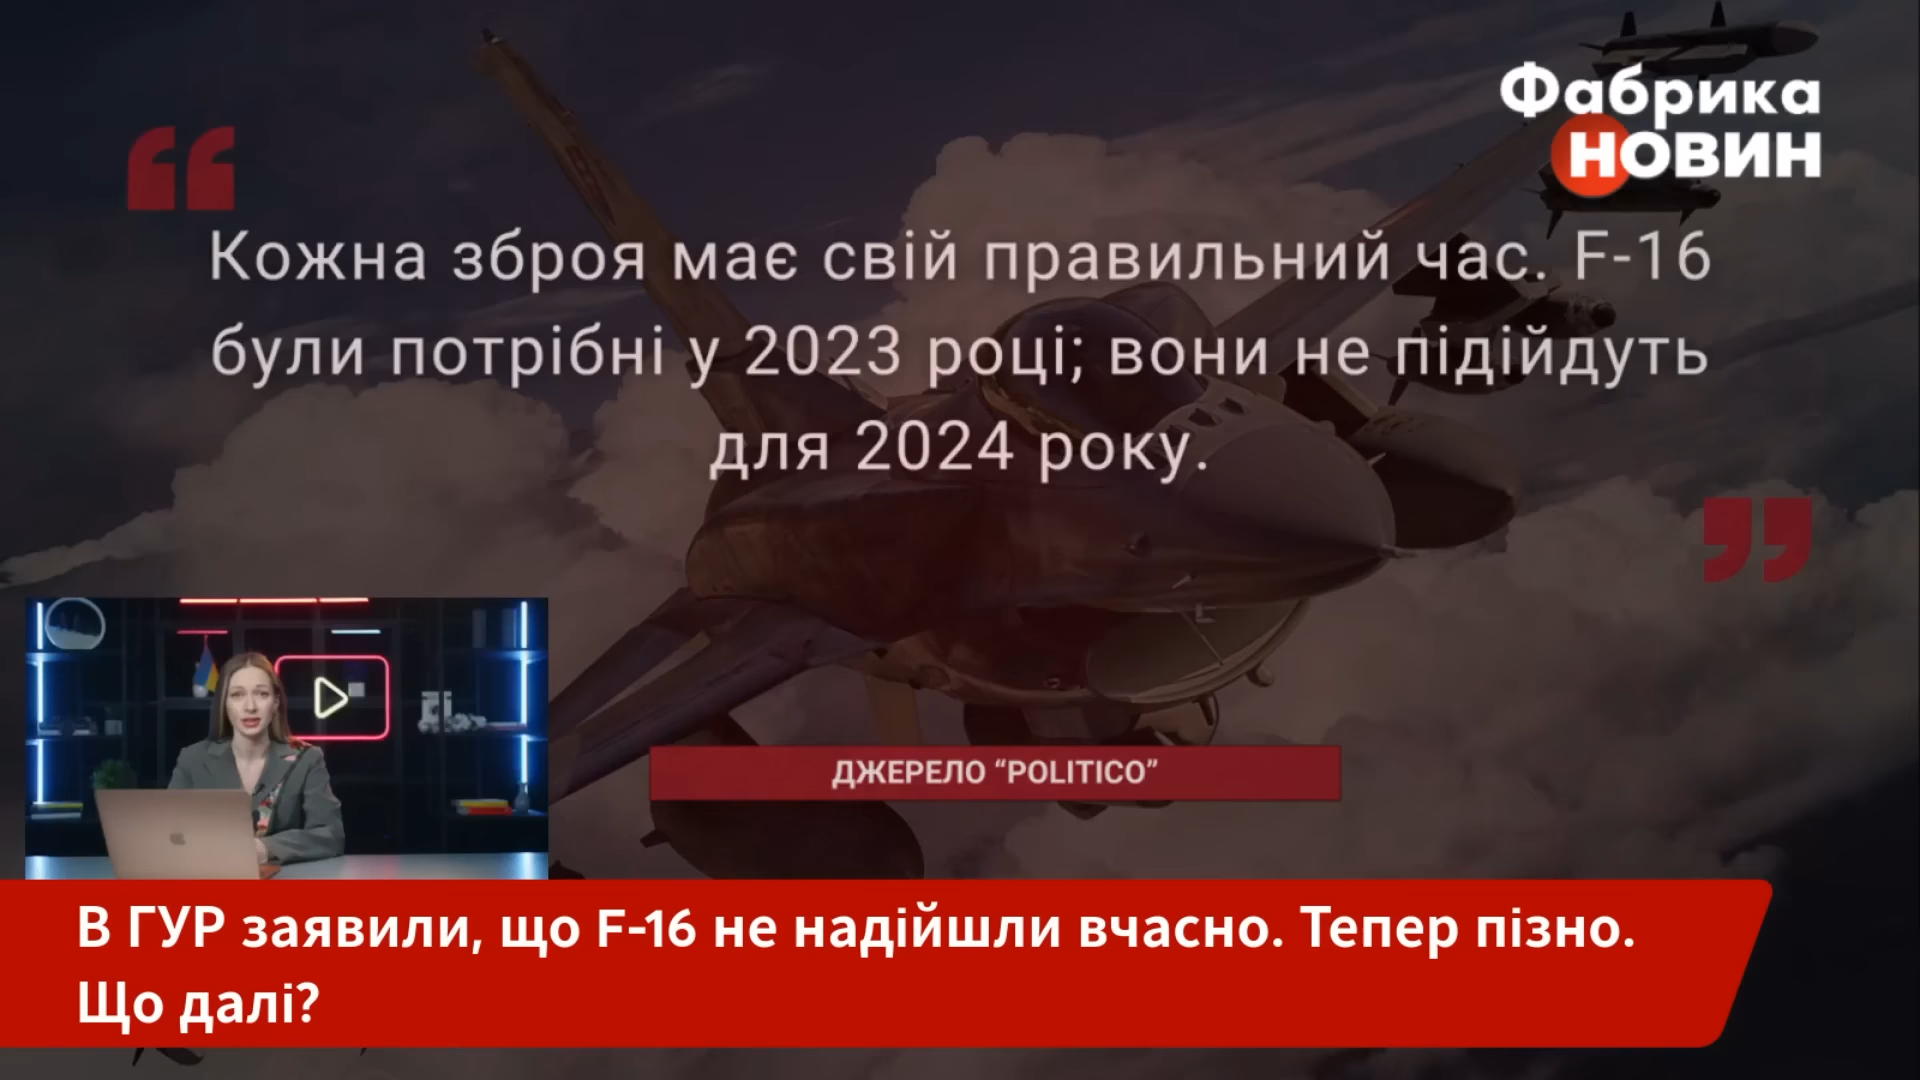 Фабрика
НОВИН
Кожна зброя має свій правильний час. F-16
були потрібні у 2023 році; вони не підійдуть
для 2024 року.
ДЖЕРЕЛО “POLITICO”
В ГУР заявили, що F-16 не надійшли вчасно. Тепер пізно.
Що далі?